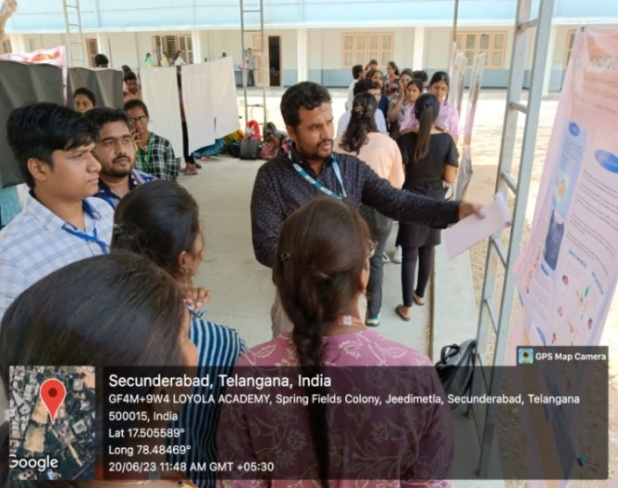 GPS Map Camera
Secunderabad, Telangana, India
GF4M+9W4 LOYOLA ACADEMY, Spring Fields Colony, Jeedimetla, Secunderabad, Telangana
500015, India
Lat 17.505589°
Long 78.48469°
20/06/23 11:48 AM GMT +05:30
Google